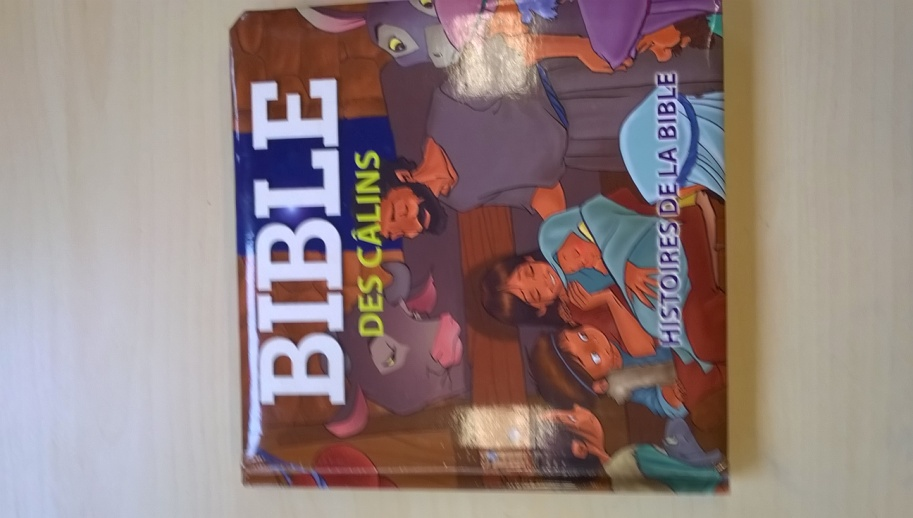 BIBLE
DES CÂLINS
HISTOIRES DE LA BIBLE